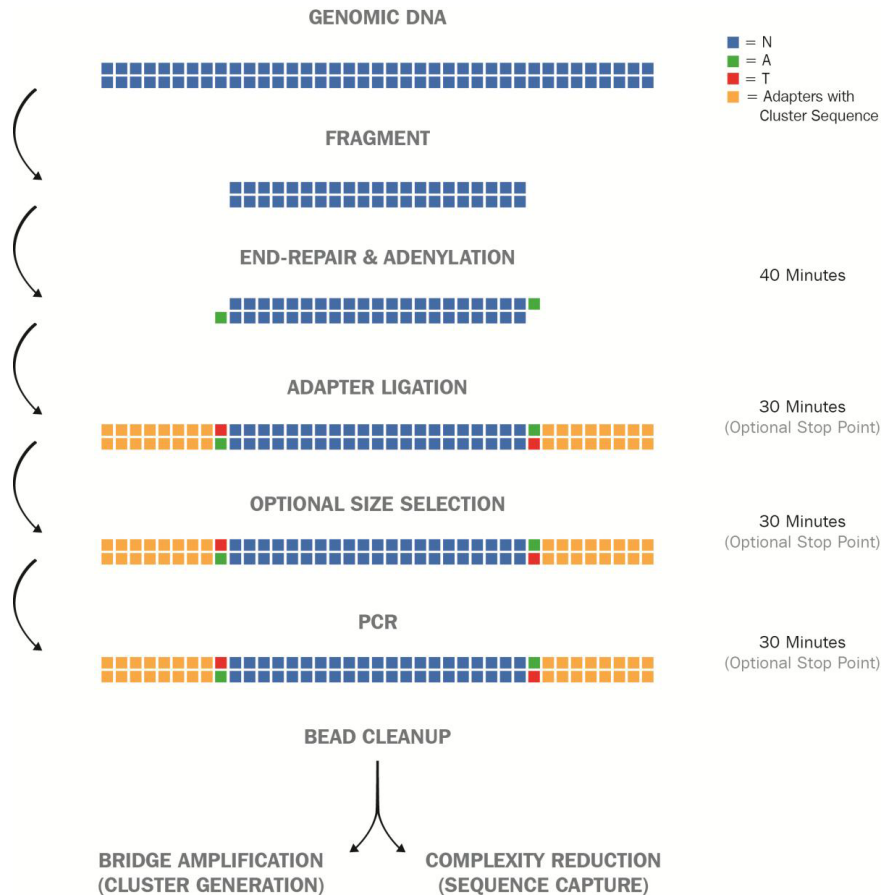 GENOMIC DNA
= N
= A
= T
= Adapters with
Cluster Sequence
FRAGMENT
END-REPAIR & ADENYLATION
40 Minutes
ADAPTER LIGATION
30 Minutes
(Optional Stop Point)
OPTIONAL SIZE SELECTION
30 Minutes
(Optional Stop Point)
PCR
30 Minutes
(Optional Stop Point)
BEAD CLEANUP
BRIDGE AMPLIFICATION
(CLUSTER GENERATION)
COMPLEXITY REDUCTION
(SEQUENCE CAPTURE)